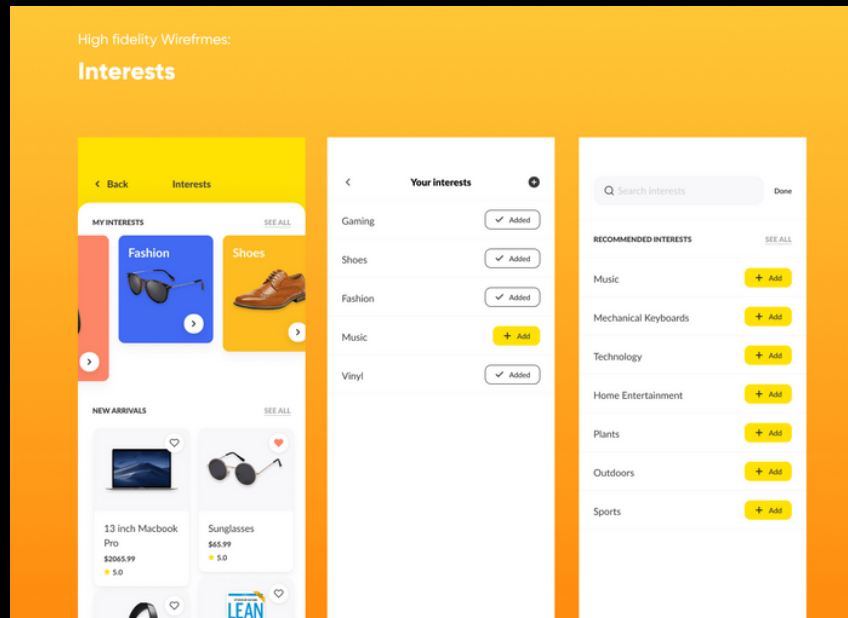 High fidelity Wirefrmes:
Interests
Back
Interests
MY INTERESTS
SEE ALL
Fashion
Shoes
NEW ARRIVALS
SEE ALL
13 inch Macbook
Pro
$2065.99
5.0
Sunglasses
$65.99
5.0
LEAN
Your interests
Gaming
Added
Shoes
Added
Fashion
Added
Music
+ Add
Vinyl
Added
Search interests
Done
RECOMMENDED INTERESTS
SEE ALL
Music
+ Add
Mechanical Keyboards
+ Add
Technology
+ Add
Home Entertainment
+ Add
Plants
+ Add
Outdoors
+ Add
Sports
+ Add